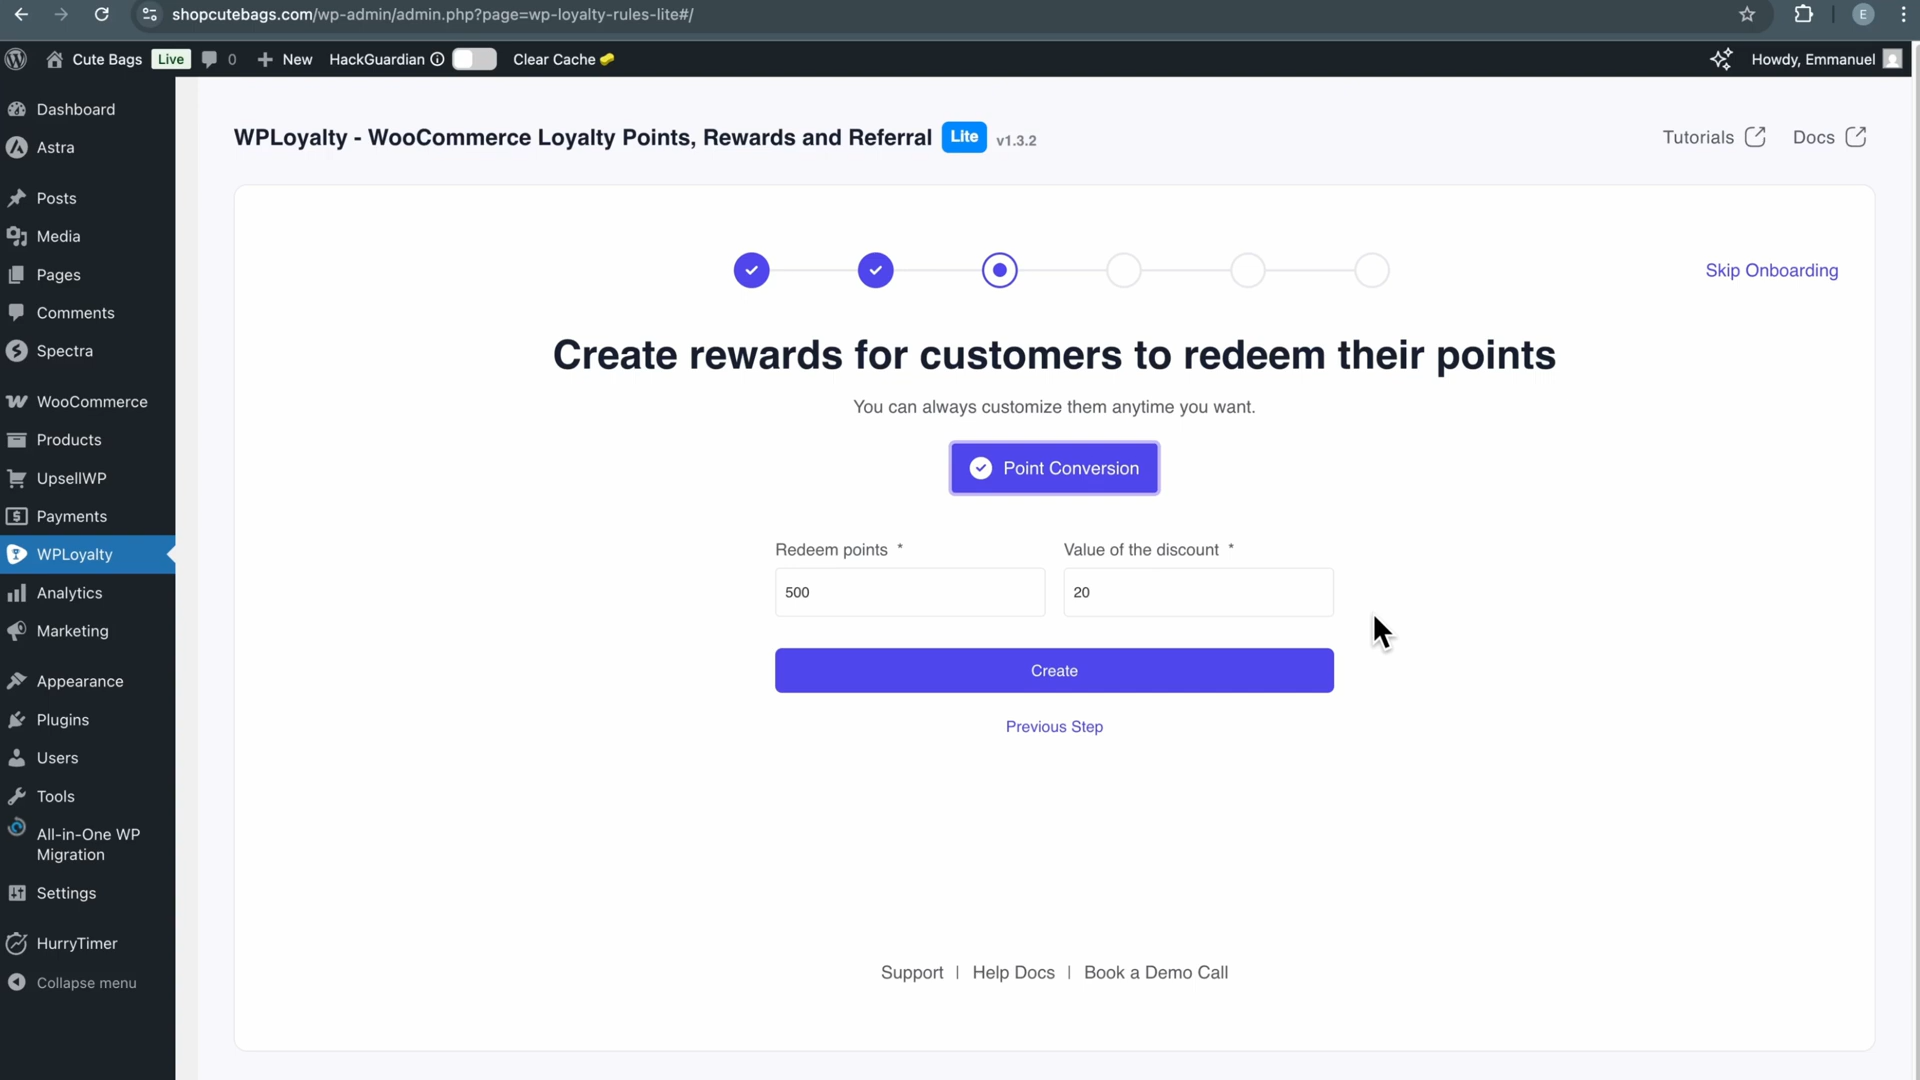 shopcutebags.com/wp-admin/admin.php?page=wp-loyalty-rules-lite#/
E
Cute Bags Live 0 New HackGuardian Clear Cache
Howdy, Emmanuel
Dashboard
Astra
Posts
Media
Pages
Comments
Spectra
WooCommerce
Products
UpsellWP
Payments
WPLoyalty
Analytics
Marketing
Appearance
Plugins
Users
Tools
All-in-One WP
Migration
Settings
HurryTimer
Collapse menu
WPLoyalty - WooCommerce Loyalty Points, Rewards and Referral Lite v1.3.2
Tutorials Docs
Skip Onboarding
Create rewards for customers to redeem their points
You can always customize them anytime you want.
Point Conversion
Redeem points * Value of the discount *
500 20
Create
Previous Step
Support | Help Docs | Book a Demo Call